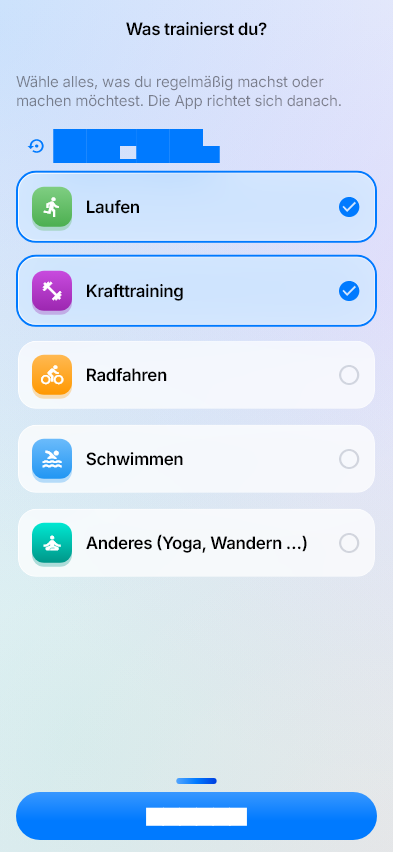 Was trainierst du?
Wähle alles, was du regelmäßig machst oder
machen möchtest. Die App richtet sich danach.
Laufen
Krafttraining
Radfahren
Schwimmen
Anderes (Yoga, Wandern ...)